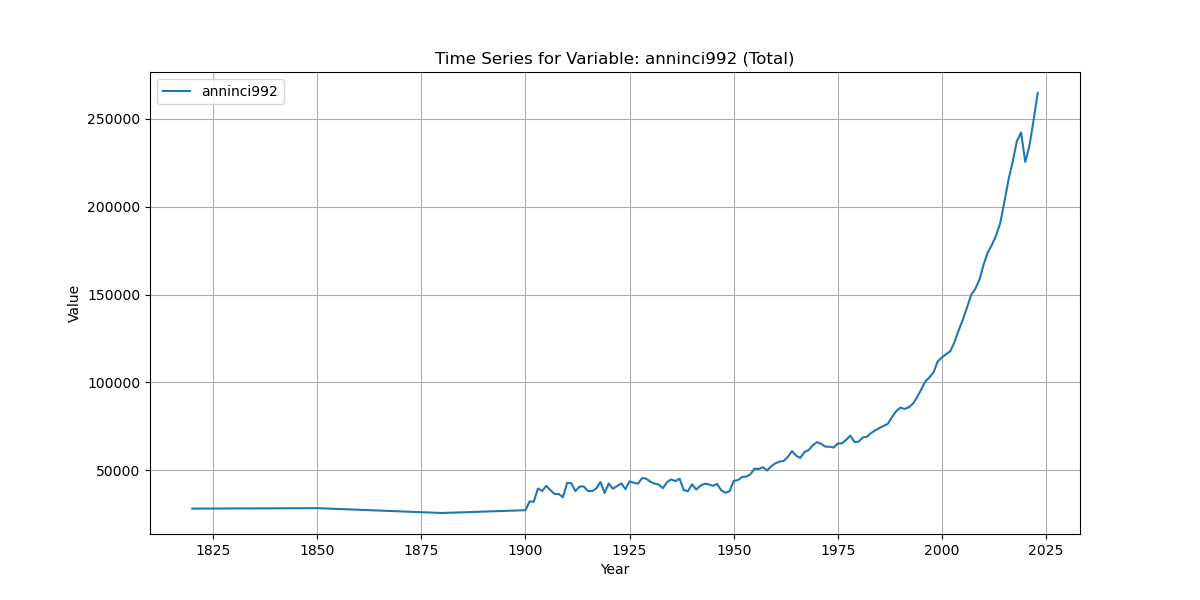 Time Series for Variable: anninci992 (Total)
anninci992
Value
250000
200000
150000
100000
50000
1825 1850 1875 1900 1925 1950 1975 2000 2025
Year